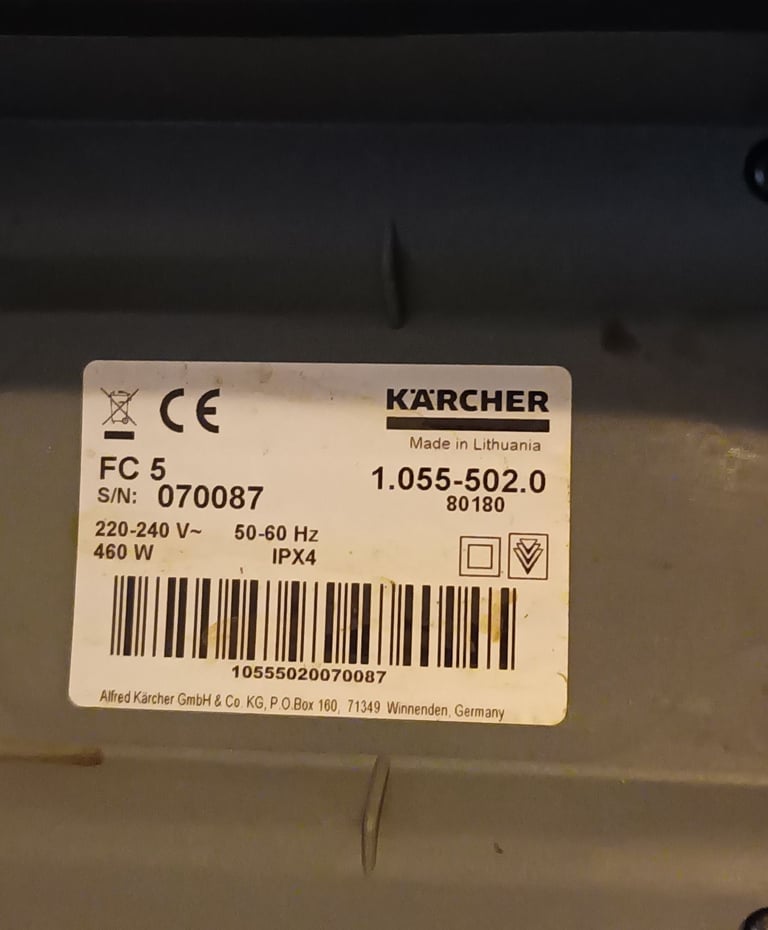 CE
KÄRCHER
Made in Lithuania
FC 5
1.055-502.0
S/N: 070087
80180
220-240 V~ 50-60 Hz
460 W IPX4
10555020070087
Alfred Kärcher GmbH & Co. KG, P.O.Box 160, 71349 Winnenden, Germany